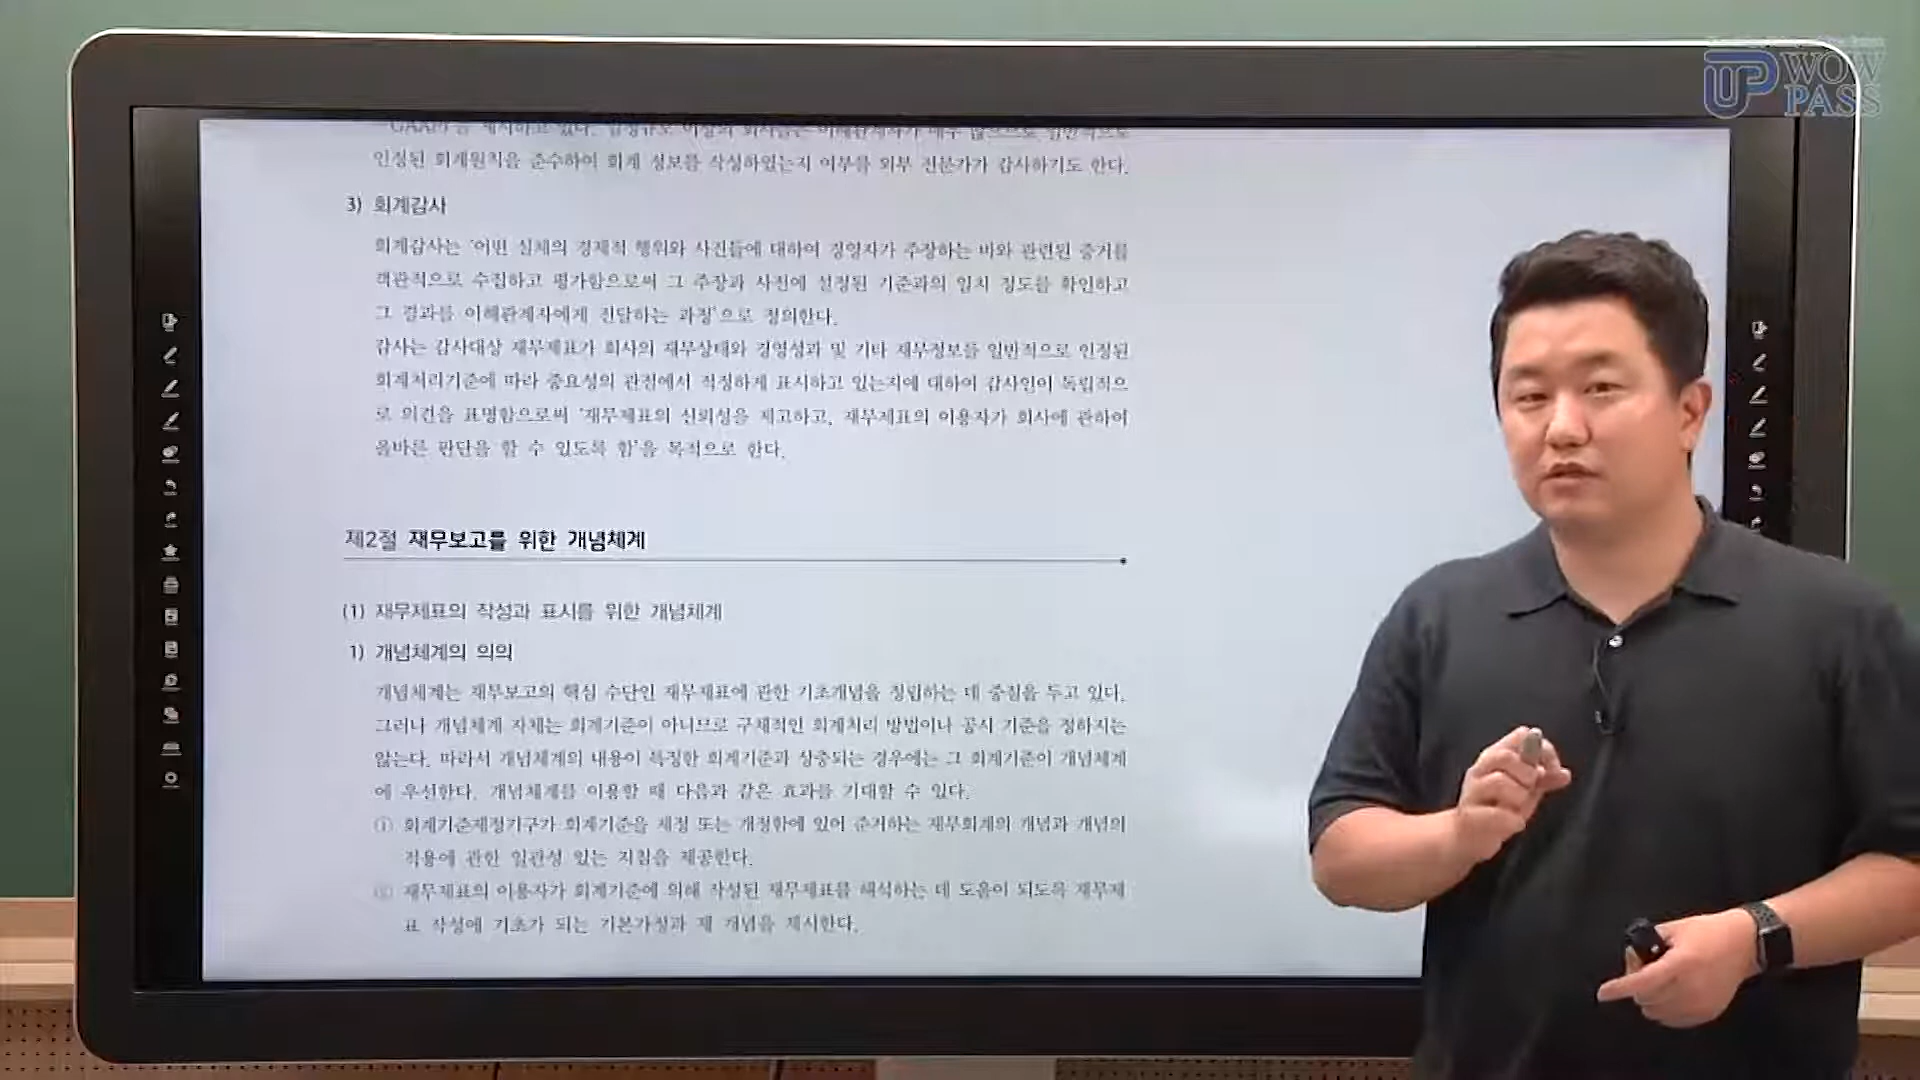 WOW
UP PASS
인정된 회계원칙을 준수하여 회계 정보를 작성하였는지 여부를 외부 전문가가 감사하기도 한다.
3) 회계감사
회계감사는 '어떤 실체의 경제적 행위와 사건들에 대하여 경영자가 주장하는 바와 관련된 증거를
객관적으로 수집하고 평가함으로써 그 주장과 사전에 설정된 기준과의 일치 정도를 확인하고
그 결과를 이해관계자에게 전달하는 과정'으로 정의한다.
감사는 감사대상 재무제표가 회사의 재무상태와 경영성과 및 기타 재무정보를 일반적으로 인정된
회계처리기준에 따라 중요성의 관점에서 적정하게 표시하고 있는지에 대하여 감사인이 독립적으
로 의견을 표명함으로써 '재무제표의 신뢰성을 제고하고, 재무제표의 이용자가 회사에 관하여
올바른 판단을 할 수 있도록 함'을 목적으로 한다.
제2절 재무보고를 위한 개념체계
(1) 재무제표의 작성과 표시를 위한 개념체계
1) 개념체계의 의의
개념체계는 재무보고의 핵심 수단인 재무제표에 관한 기초개념을 정립하는 데 중점을 두고 있다.
그러나 개념체계 자체는 회계기준이 아니므로 구체적인 회계처리 방법이나 공시 기준을 정하지는
않는다. 따라서 개념체계의 내용이 특정한 회계기준과 상충되는 경우에는 그 회계기준이 개념체계
에 우선한다. 개념체계를 이용할 때 다음과 같은 효과를 기대할 수 있다.
① 회계기준제정기구가 회계기준을 제정 또는 개정함에 있어 준거하는 재무회계의 개념과 개념의
적용에 관한 일관성 있는 지침을 제공한다.
② 재무제표의 이용자가 회계기준에 의해 작성된 재무제표를 해석하는 데 도움이 되도록 재무제
표 작성에 기초가 되는 기본가정과 제 개념을 제시한다.